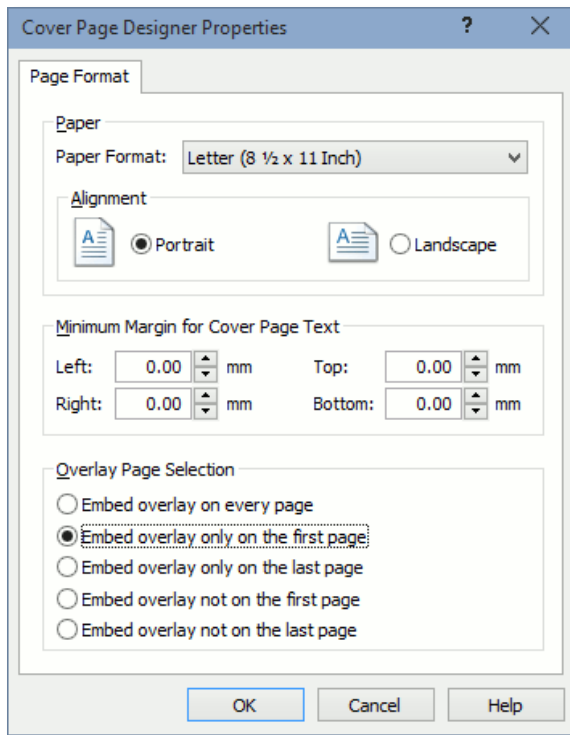 Cover Page Designer Properties ?
Page Format
Paper
Paper Format: Letter (8 ½ x 11 Inch)
Alignment
A Portrait A Landscape
Minimum Margin for Cover Page Text
Left: 0.00 mm Top: 0.00 mm
Right: 0.00 mm Bottom: 0.00 mm
Overlay Page Selection
Embed overlay on every page
Embed overlay only on the first page
Embed overlay only on the last page
Embed overlay not on the first page
Embed overlay not on the last page
OK Cancel Help